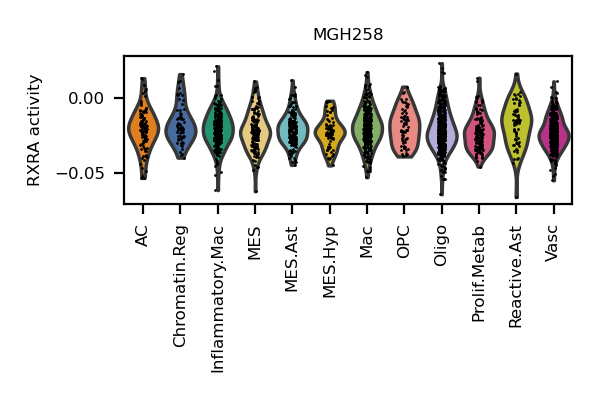 MGH258
RXRA activity
0.00
−0.05
AC
Chromatin.Reg
Inflammatory.Mac
MES
MES.Ast
MES.Hyp
Mac
OPC
Oligo
Prolif.Metab
Reactive.Ast
Vasc